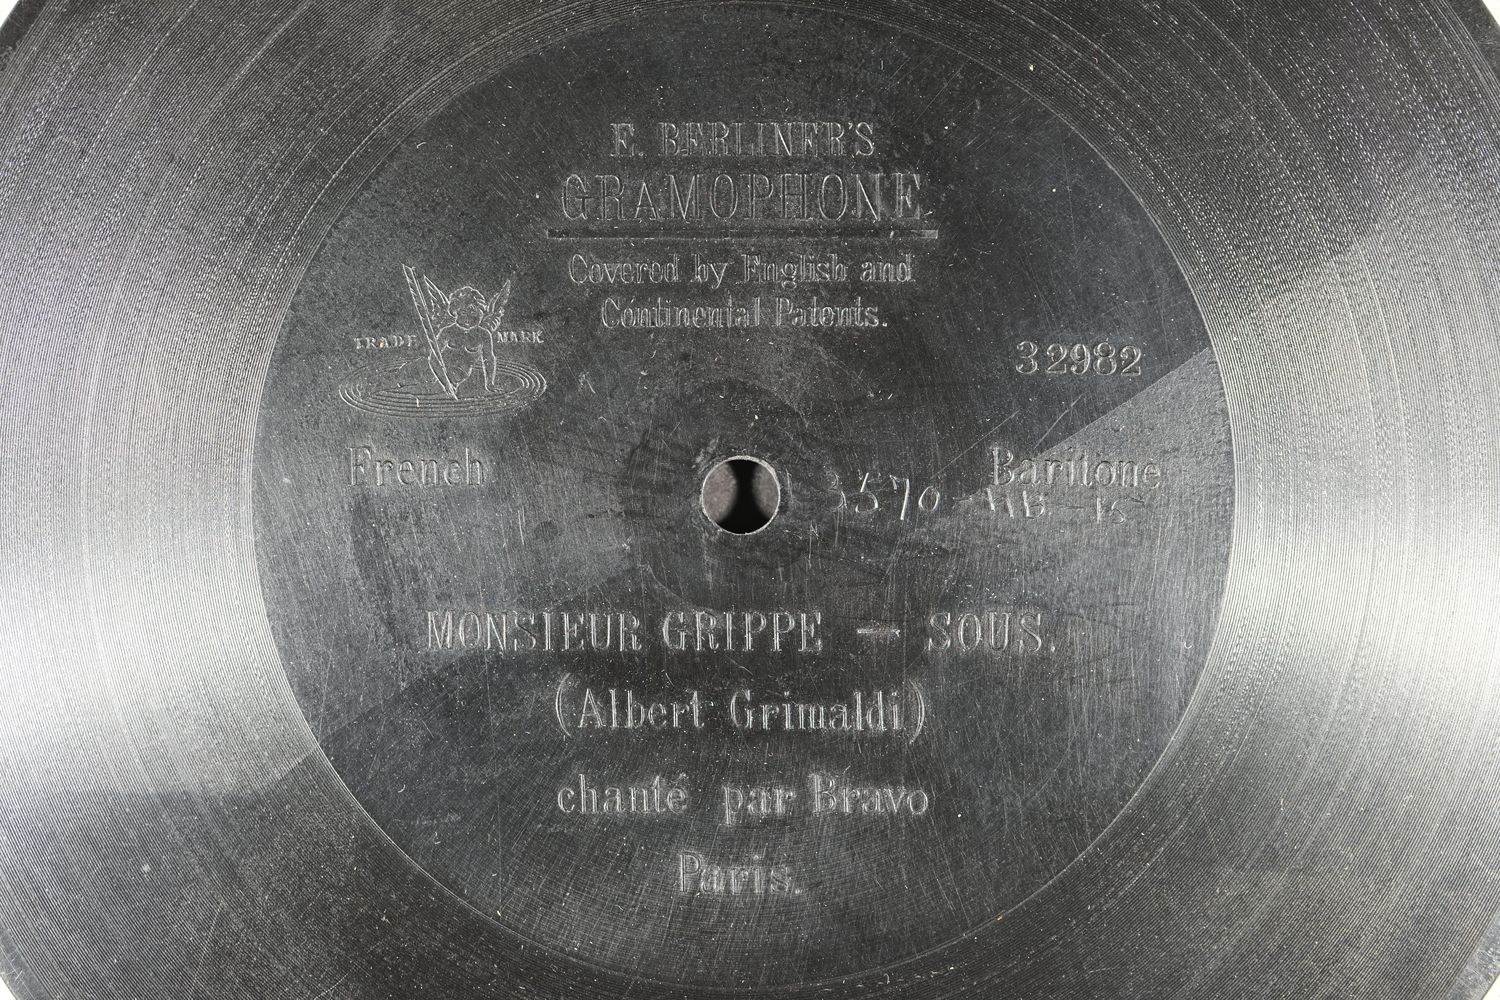 E. BERLINER'S
GRAMOPHONE
Covered by English and
Continental Patents.
TRADE MARK
32982
French
Baritone
3570
MONSIEUR GRIPPE — SOUS.
(Albert Grimaldi)
chanté par Bravo
Paris.